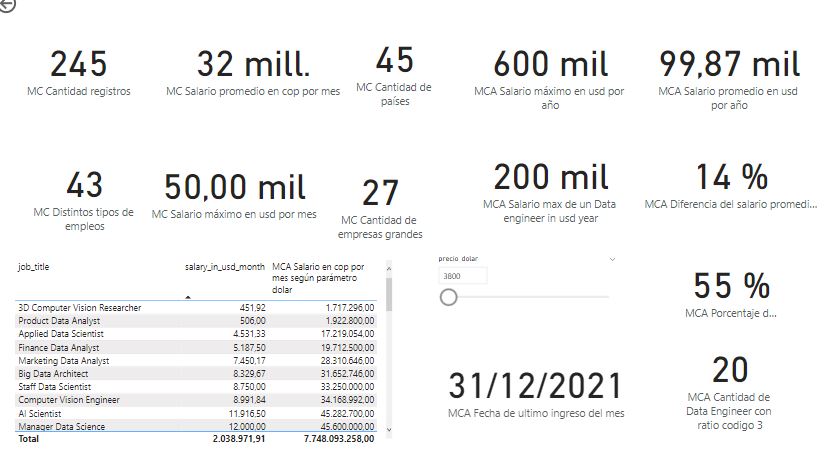 245
MC Cantidad registros
32 mill.
MC Salario promedio en cop por mes
45
MC Cantidad de
países
600 mil
MCA Salario máximo en usd por
año
99,87 mil
MCA Salario promedio en usd
por año
43
MC Distintos tipos de
empleos
50,00 mil
MC Salario máximo en usd por mes
27
MC Cantidad de
empresas grandes
200 mil
MCA Salario max de un Data
engineer in usd year
14 %
MCA Diferencia del salario promedi...
job_title salary_in_usd_month MCA Salario en cop por
mes según parámetro
dolar
3D Computer Vision Researcher 451,92 1.717.296,00
Product Data Analyst 506,00 1.922.800,00
Applied Data Scientist 4.531,33 17.219.054,00
Finance Data Analyst 5.187,50 19.712.500,00
Marketing Data Analyst 7.450,17 28.310.646,00
Big Data Architect 8.329,67 31.652.746,00
Staff Data Scientist 8.750,00 33.250.000,00
Computer Vision Engineer 8.991,84 34.168.992,00
AI Scientist 11.916,50 45.282.700,00
Manager Data Science 12.000,00 45.600.000,00
Total 2.038.971,91 7.748.093.258,00
precio dolar
3800
55 %
MCA Porcentaje d...
31/12/2021
MCA Fecha de ultimo ingreso del mes
20
MCA Cantidad de
Data Engineer con
ratio codigo 3